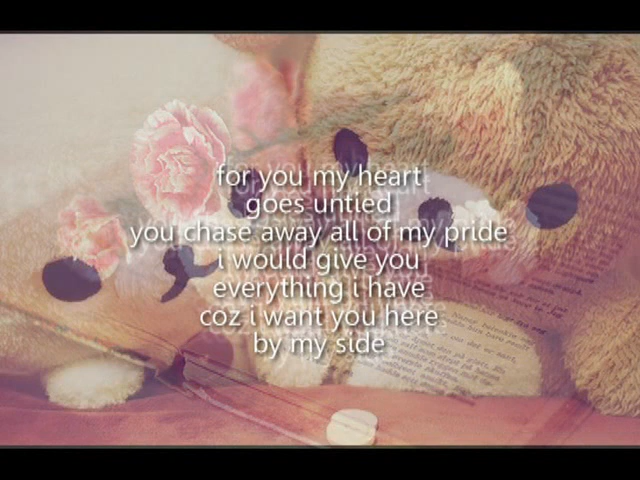 for you my heart
goes untied
you chase away all of my pride
i would give you
everything i have
coz i want you here
by my side